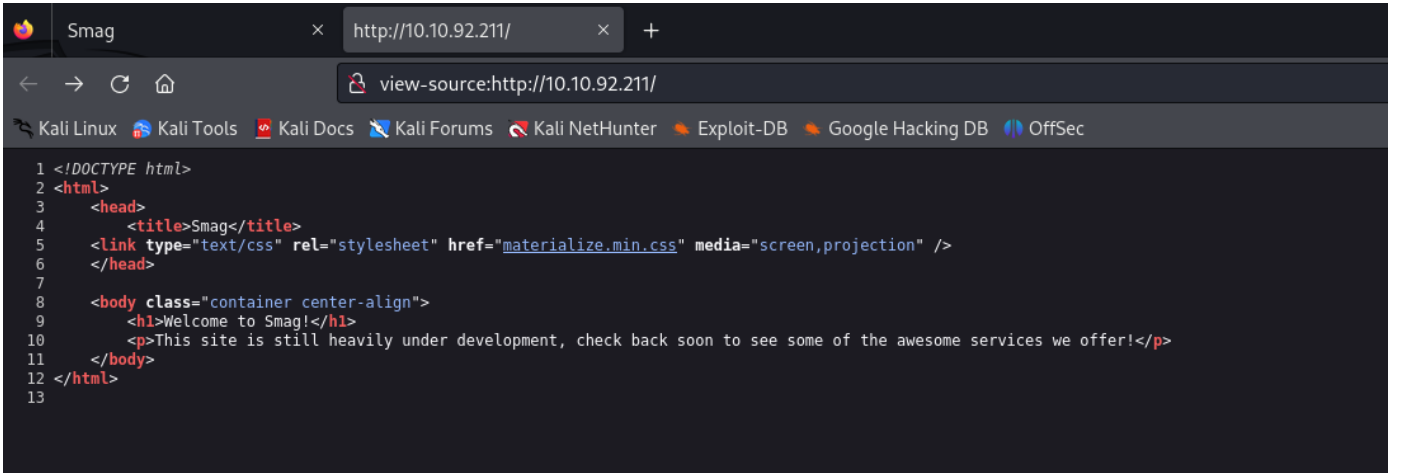 Smag × http://10.10.92.211/ × +
view-source:http://10.10.92.211/
Kali Linux Kali Tools Kali Docs Kali Forums Kali NetHunter Exploit-DB Google Hacking DB OffSec
1 <!DOCTYPE html>
2 <html>
3 <head>
4 <title>Smag</title>
5 <link type="text/css" rel="stylesheet" href="materialize.min.css" media="screen,projection" />
6 </head>
7
8 <body class="container center-align">
9 <h1>Welcome to Smag!</h1>
10 <p>This site is still heavily under development, check back soon to see some of the awesome services we offer!</p>
11 </body>
12 </html>
13